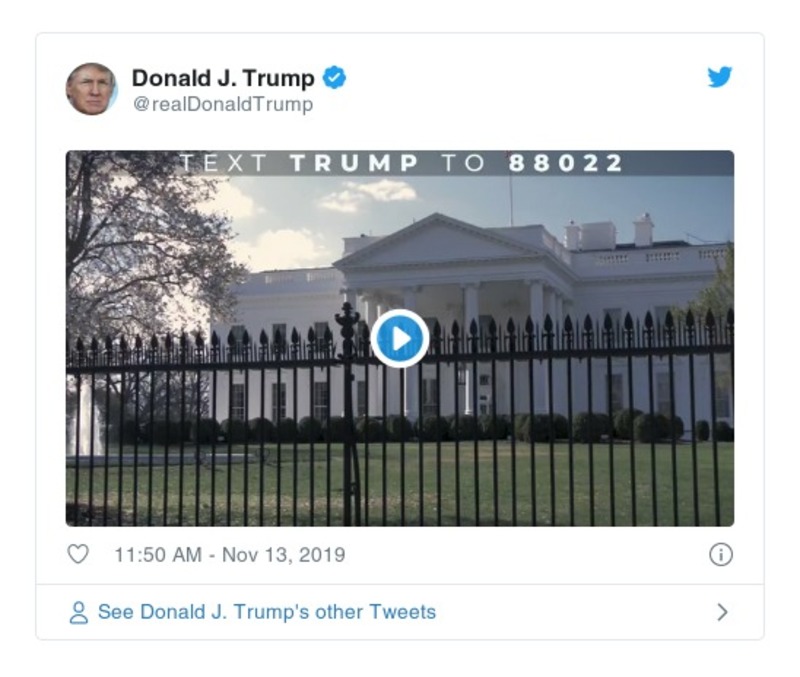 Donald J. Trump
@realDonaldTrump
TEXT TRUMP TO 88022
11:50 AM - Nov 13, 2019
See Donald J. Trump's other Tweets